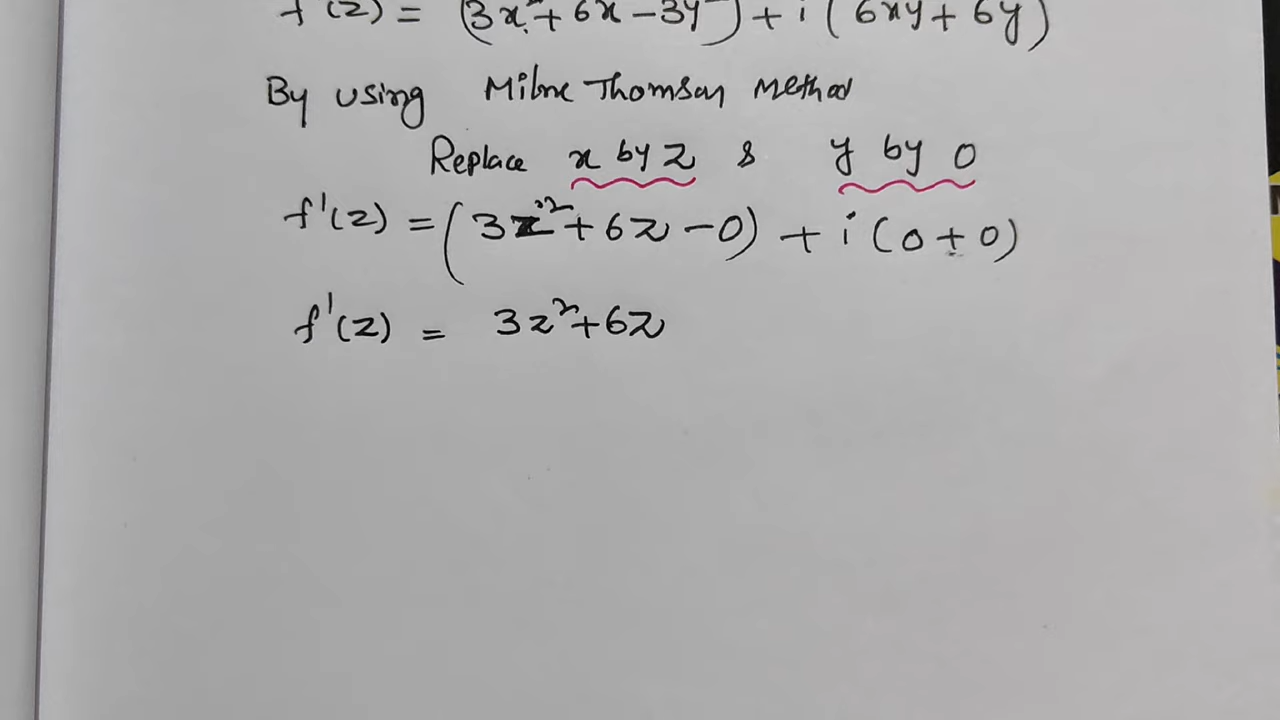 f'(z) = (3x²+6x-3y²)+i(6xy+6y)
By using Milne Thomson Method
Replace x by z & y by 0
f'(z) = (3z²+6z-0)+i(0+0)
f'(z) = 3z²+6z